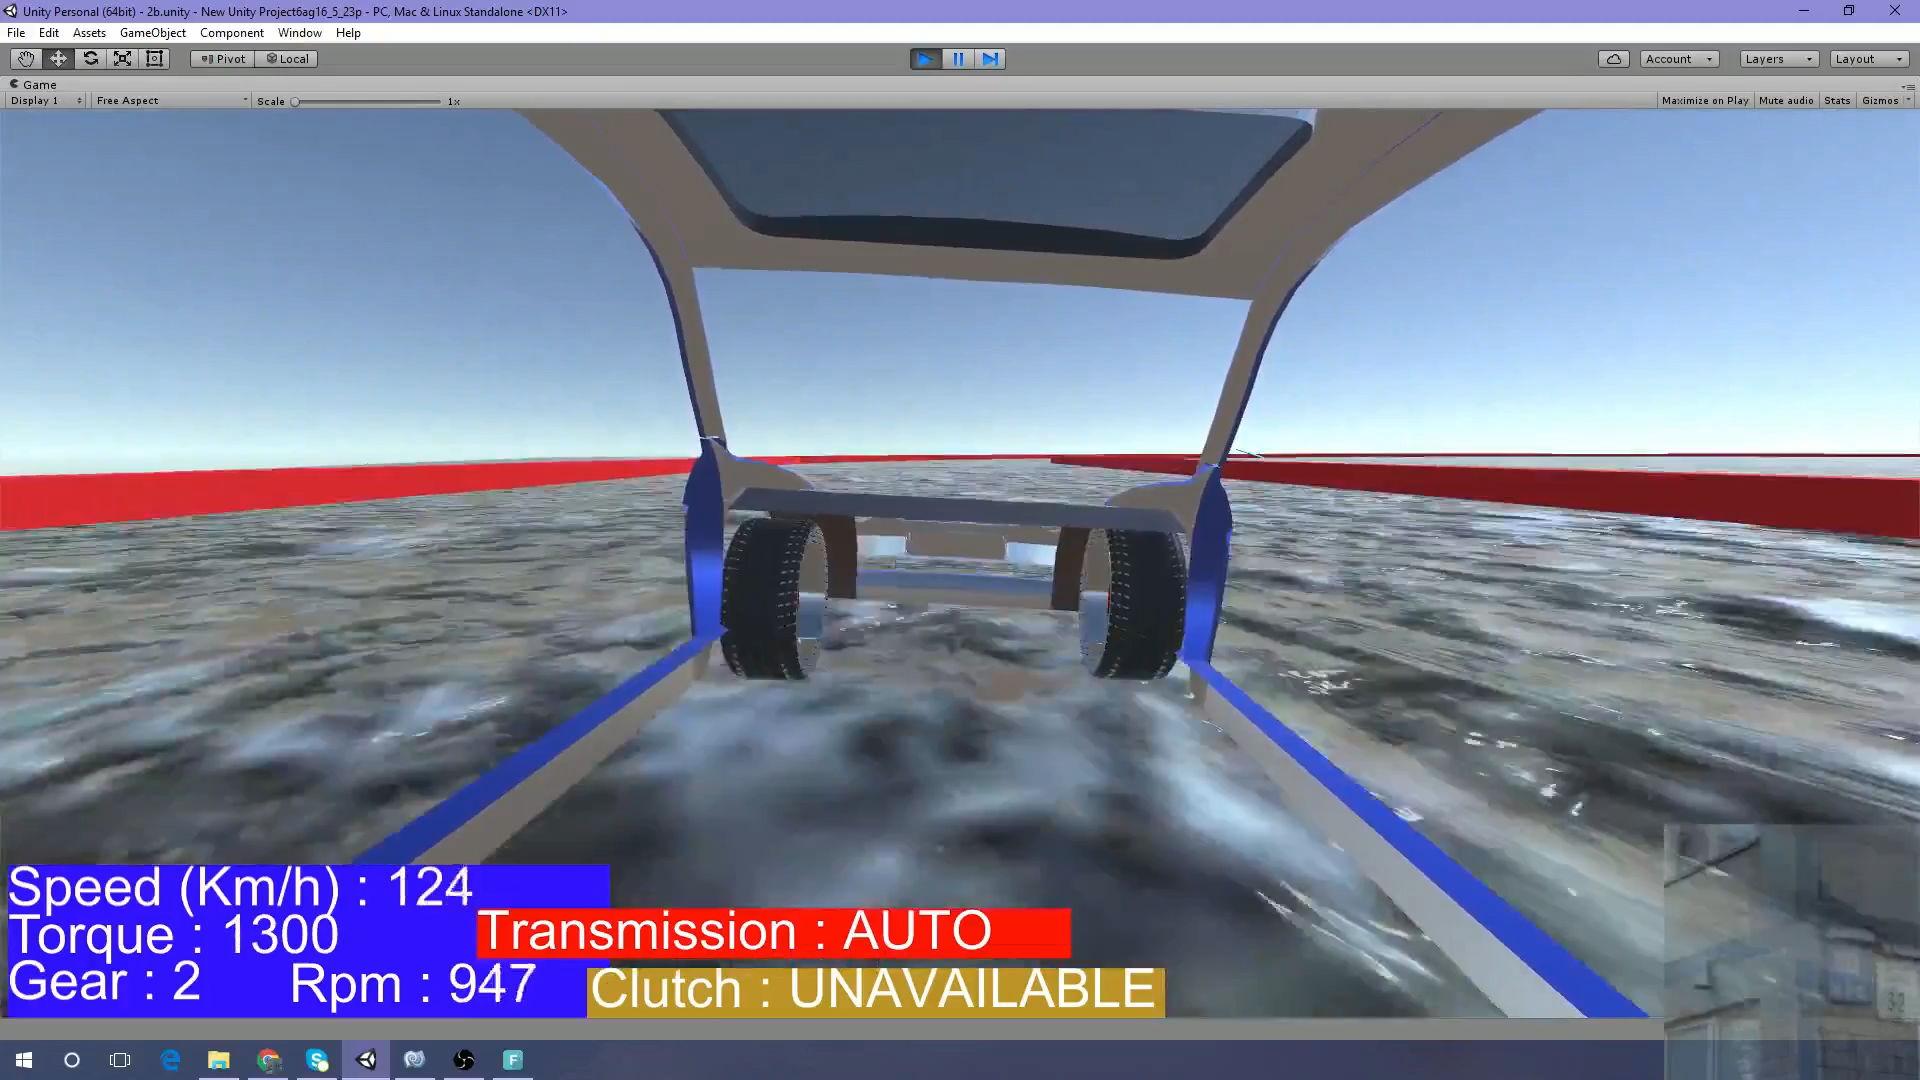 Unity Personal (64bit) - 2b.unity - New Unity Project6ag16_5_23p - PC, Mac & Linux Standalone <DX11>
File Edit Assets GameObject Component Window Help
Pivot Local Account Layers Layout
Game
Display 1 Free Aspect Scale 1x Maximize on Play Mute audio Stats Gizmos
Speed (Km/h) : 124
Torque : 1300
Transmission : AUTO
Gear : 2 Rpm : 947
Clutch : UNAVAILABLE